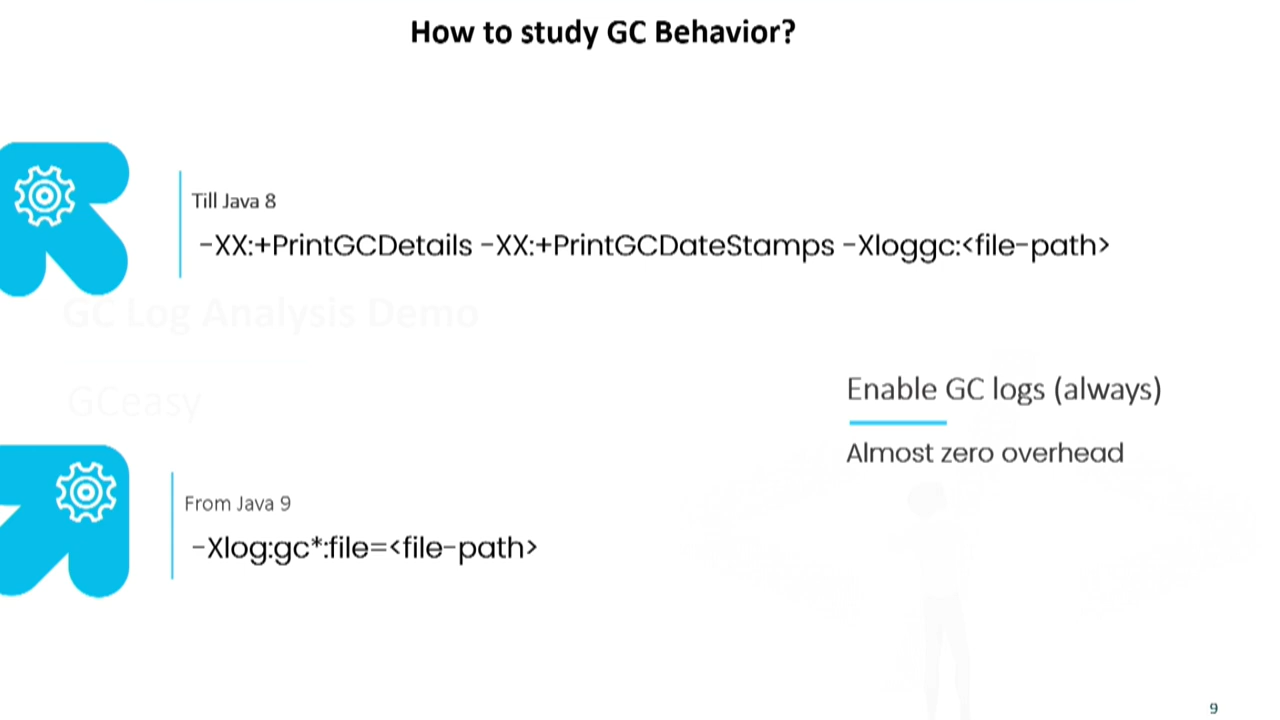 How to study GC Behavior?
Till Java 8
-XX:+PrintGCDetails -XX:+PrintGCDateStamps -Xloggc:<file-path>
GC Log Analysis Demo
GCeasy
Enable GC logs (always)
Almost zero overhead
From Java 9
-Xlog:gc*:file=<file-path>
9